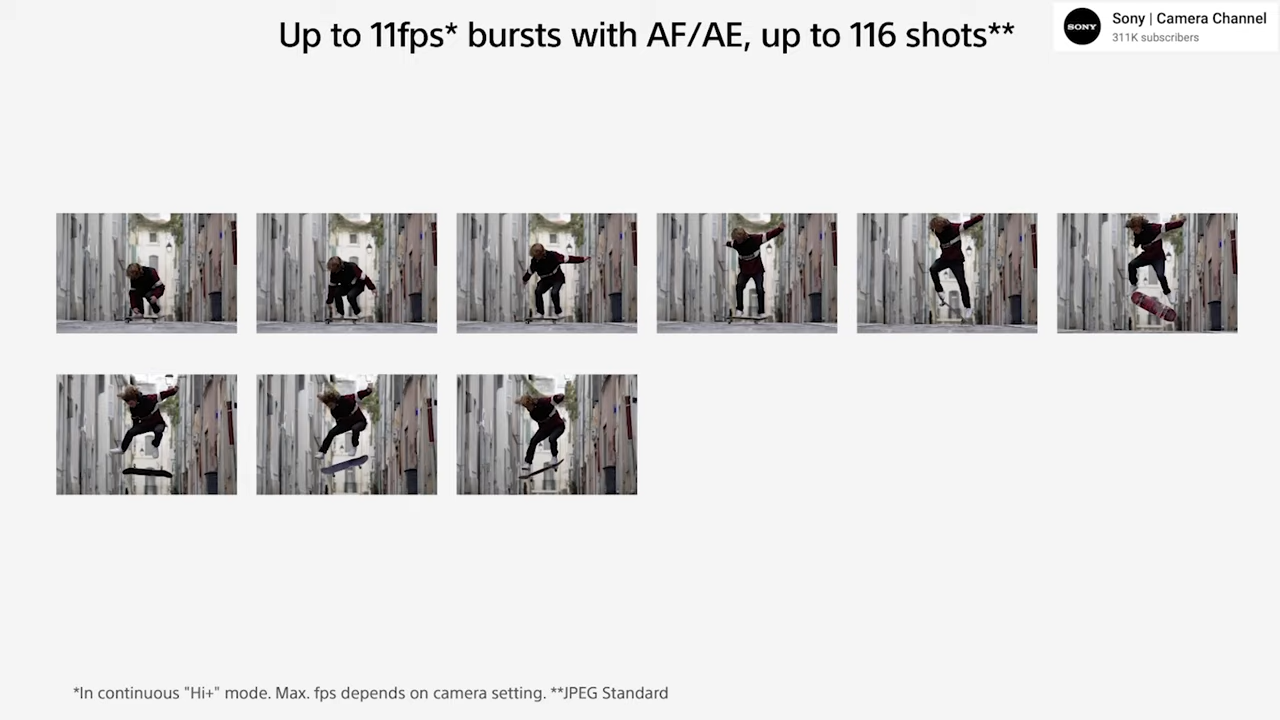 Up to 11fps* bursts with AF/AE, up to 116 shots**
SONY
Sony | Camera Channel
311K subscribers
*In continuous "Hi+" mode. Max. fps depends on camera setting. **JPEG Standard